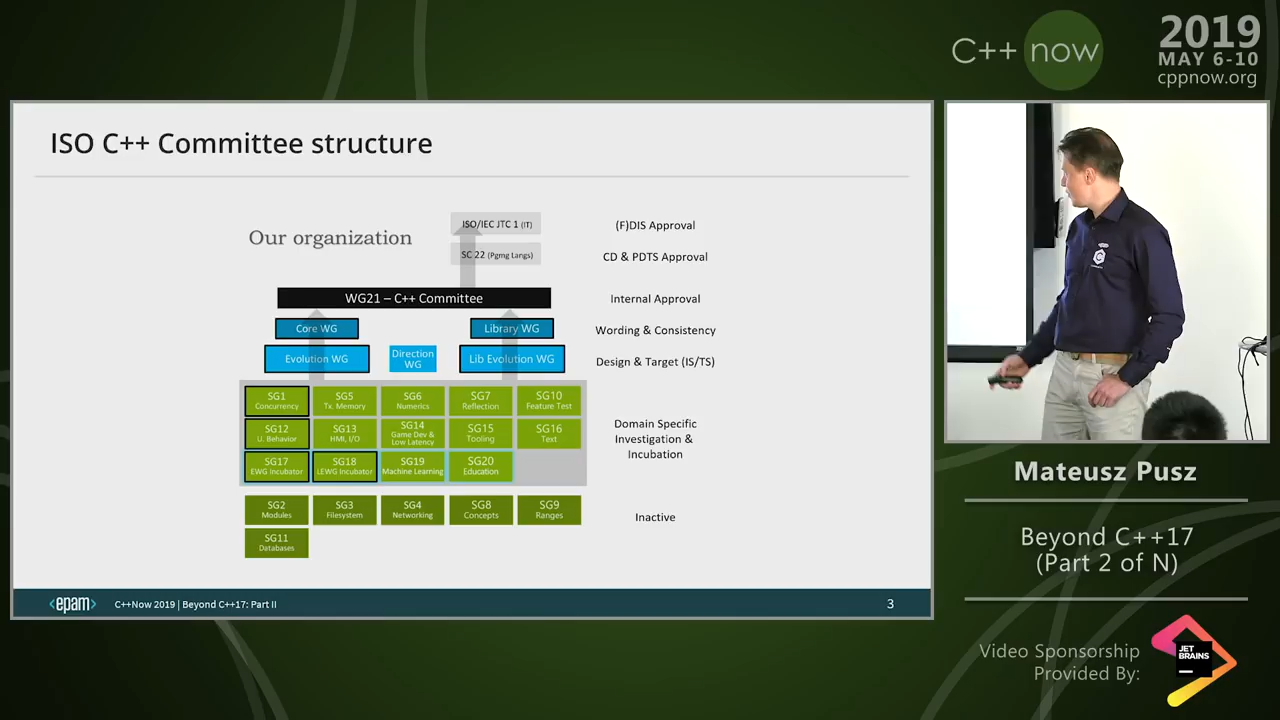 C++ now
2019
MAY 6-10
cppnow.org
ISO C++ Committee structure
Our organization
ISO/IEC JTC 1 (IT)
(F)DIS Approval
SC 22 (Pgmg Langs)
CD & PDTS Approval
WG21 – C++ Committee
Internal Approval
Core WG
Library WG
Wording & Consistency
Evolution WG
Direction
WG
Lib Evolution WG
Design & Target (IS/TS)
SG1
Concurrency
SG5
Tx. Memory
SG6
Numerics
SG7
Reflection
SG10
Feature Test
SG12
U. Behavior
SG13
HMI, I/O
SG14
Game Dev &
Low Latency
SG15
Tooling
SG16
Text
SG17
EWG Incubator
SG18
LEWG Incubator
SG19
Machine Learning
SG20
Education
Domain Specific
Investigation &
Incubation
SG2
Modules
SG3
Filesystem
SG4
Networking
SG8
Concepts
SG9
Ranges
Inactive
SG11
Databases
<epam>
C++Now 2019 | Beyond C++17: Part II
3
Mateusz Pusz
Beyond C++17
(Part 2 of N)
Video Sponsorship
Provided By:
JET
BRAINS